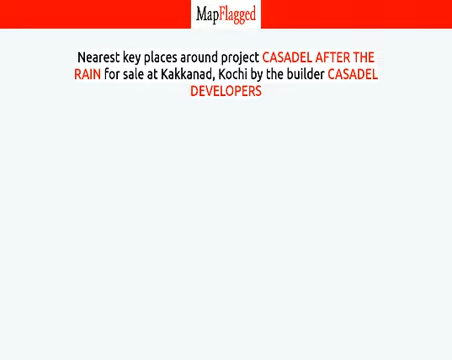 MapFlagged
Nearest key places around project CASADEL AFTER THE
RAIN for sale at Kakkanad, Kochi by the builder CASADEL
DEVELOPERS